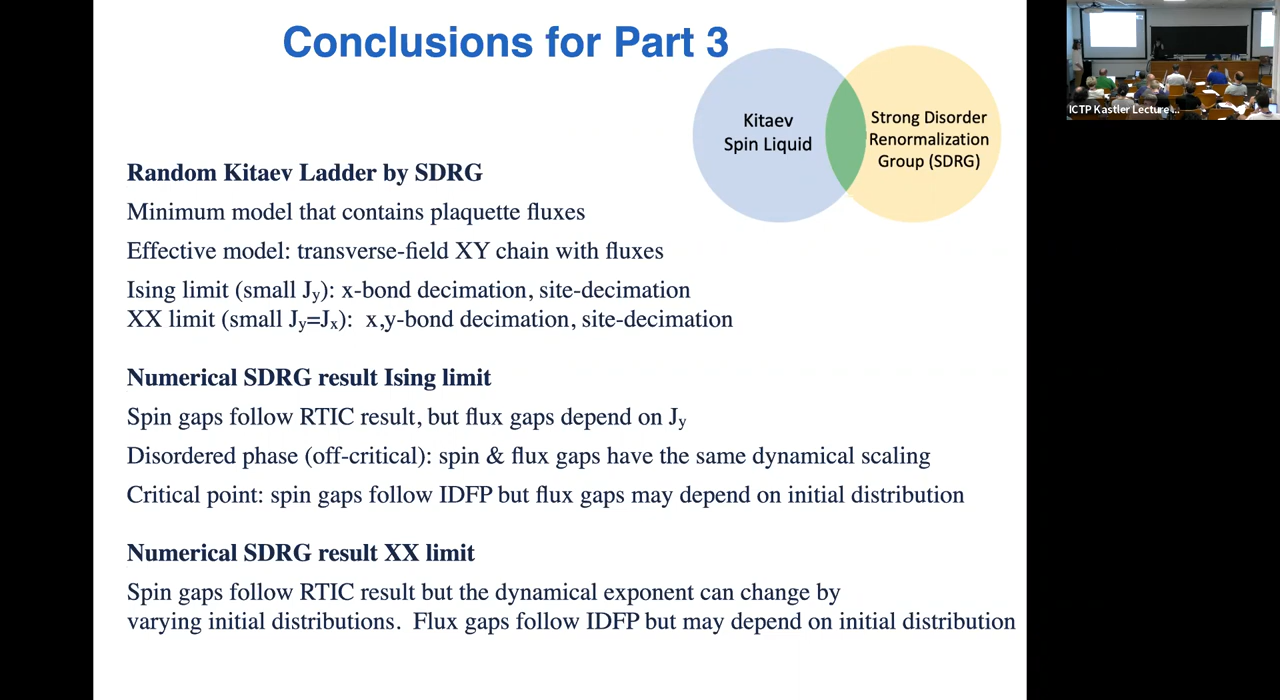 Conclusions for Part 3
Kitaev
Spin Liquid
Strong Disorder
Renormalization
Group (SDRG)
ICTP Kastler Lecture ...
Random Kitaev Ladder by SDRG
Minimum model that contains plaquette fluxes
Effective model: transverse-field XY chain with fluxes
Ising limit (small Jy): x-bond decimation, site-decimation
XX limit (small Jy=Jx):  x,y-bond decimation, site-decimation
Numerical SDRG result Ising limit
Spin gaps follow RTIC result, but flux gaps depend on Jy
Disordered phase (off-critical): spin & flux gaps have the same dynamical scaling
Critical point: spin gaps follow IDFP but flux gaps may depend on initial distribution
Numerical SDRG result XX limit
Spin gaps follow RTIC result but the dynamical exponent can change by
varying initial distributions.  Flux gaps follow IDFP but may depend on initial distribution